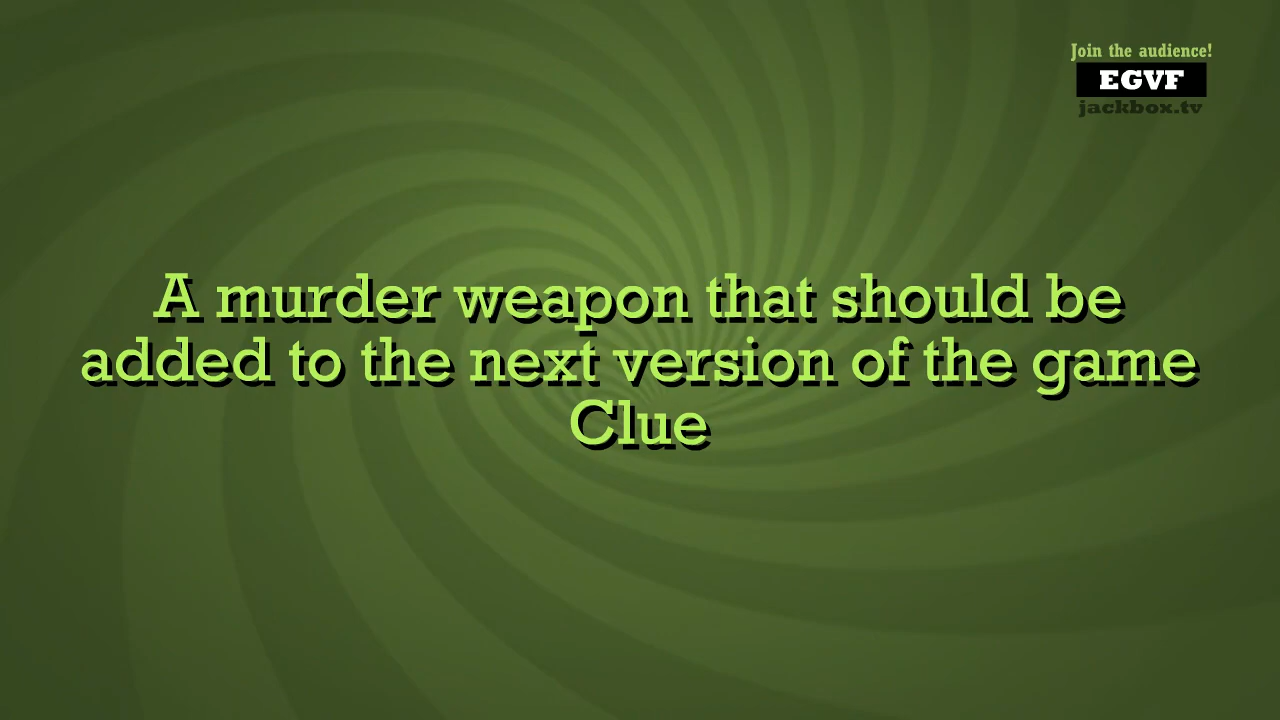 Join the audience!
EGVF
jackbox.tv
A murder weapon that should be
added to the next version of the game
Clue